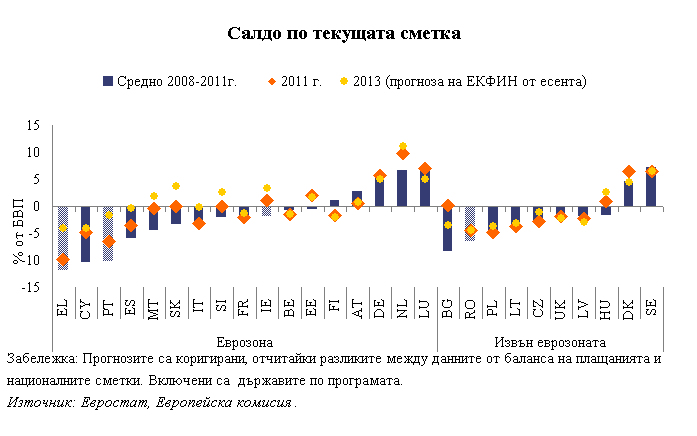 Салдо по текущата сметка
Средно 2008-2011г. 2011 г. 2013 (прогноза на ЕКФИН от есента)
% от БВП
15
10
5
0
-5
-10
-15
EL CY PT ES MT SK IT SI FR IE BE EE FI AT DE NL LU BG RO PL LT CZ UK LV HU DK SE
Еврозона Извън еврозоната
Забележка: Прогнозите са коригирани, отчитайки разликите между данните от баланса на плащанията и
националните сметки. Включени са държавите по програмата.
Източник: Евростат, Европейска комисия.